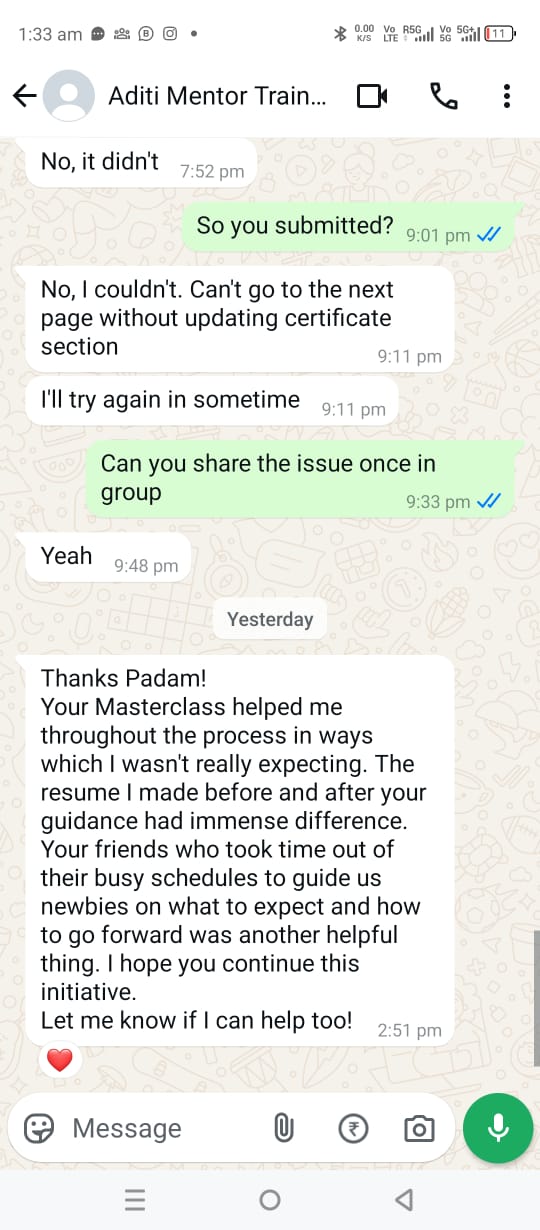 1:33 am
0.00 K/S Vo LTE R5G Vo 5G 5G+ 11
Aditi Mentor Train...
No, it didn't 7:52 pm
So you submitted? 9:01 pm
No, I couldn't. Can't go to the next
page without updating certificate
section
9:11 pm
I'll try again in sometime 9:11 pm
Can you share the issue once in
group 9:33 pm
Yeah 9:48 pm
Yesterday
Thanks Padam!
Your Masterclass helped me
throughout the process in ways
which I wasn't really expecting. The
resume I made before and after your
guidance had immense difference.
Your friends who took time out of
their busy schedules to guide us
newbies on what to expect and how
to go forward was another helpful
thing. I hope you continue this
initiative.
Let me know if I can help too! 2:51 pm
Message